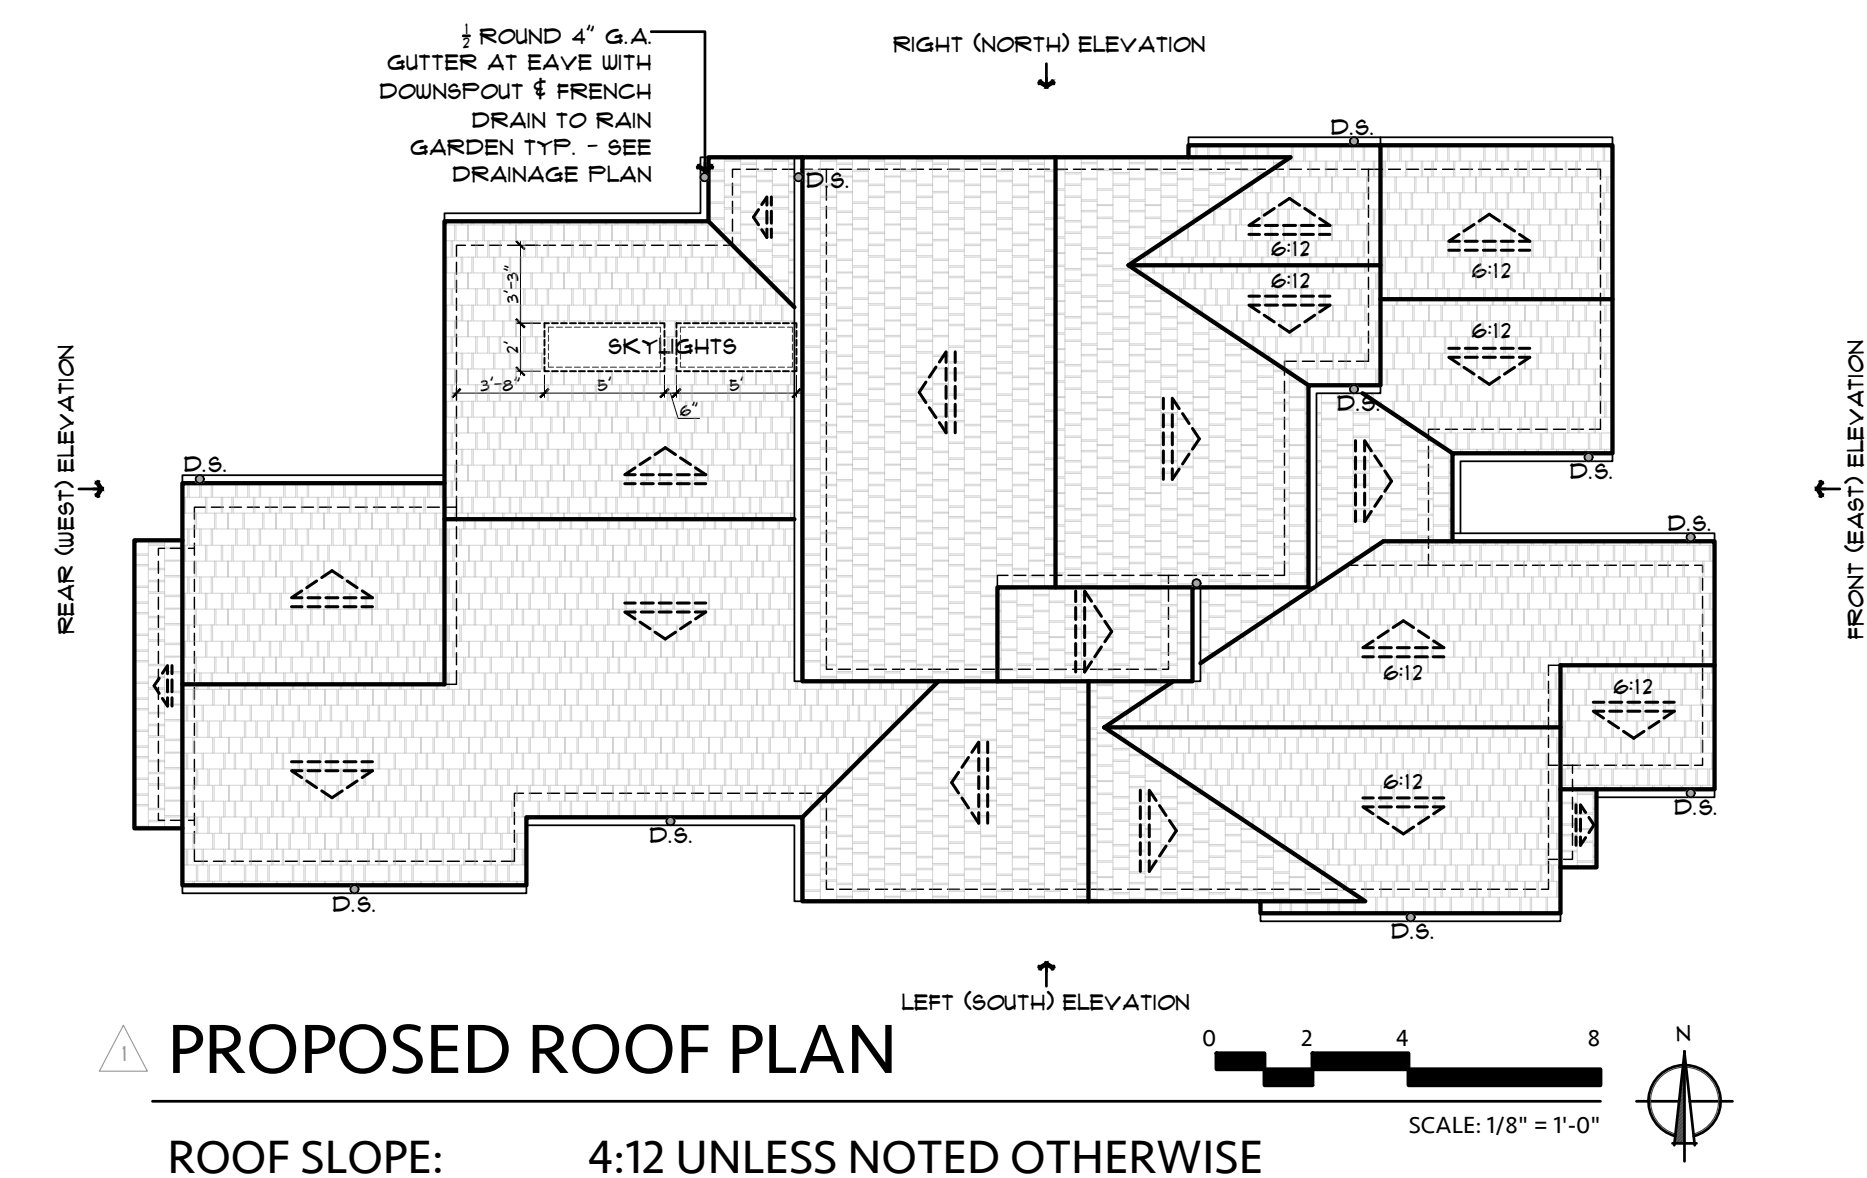 ½ ROUND 4" G.A.
GUTTER AT EAVE WITH
DOWNSPOUT & FRENCH
DRAIN TO RAIN
GARDEN TYP. - SEE
DRAINAGE PLAN
RIGHT (NORTH) ELEVATION
D.S.
D.S.
6:12
6:12
6:12
6:12
3'-3"
2'
SKYLIGHTS
3'-8"
5'
5'
6"
D.S.
D.S.
D.S.
D.S.
REAR (WEST) ELEVATION
FRONT (EAST) ELEVATION
6:12
6:12
6:12
D.S.
D.S.
D.S.
D.S.
LEFT (SOUTH) ELEVATION
1
PROPOSED ROOF PLAN
0 2 4 8
N
SCALE: 1/8" = 1'-0"
ROOF SLOPE: 4:12 UNLESS NOTED OTHERWISE